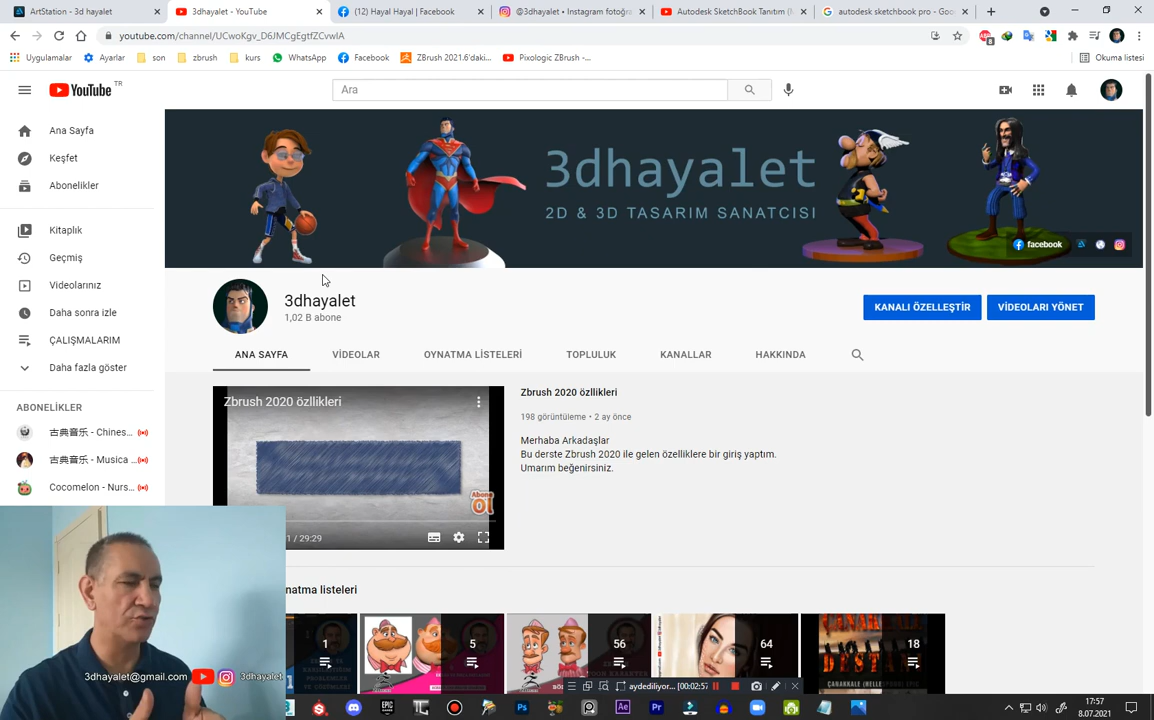 ArtStation - 3d hayalet
3dhayalet - YouTube
(12) Hayal Hayal | Facebook
@3dhayalet • Instagram fotoğra
Autodesk SketchBook Tanıtım (M
autodesk sketchbook pro - Goo
youtube.com/channel/UCwoKgv_D6JMCgEgtfZCvwIA
Uygulamalar
Ayarlar
son
zbrush
kurs
WhatsApp
Facebook
ZBrush 2021.6'daki...
Pixologic ZBrush -...
Okuma listesi
YouTube TR
Ara
Ana Sayfa
Keşfet
Abonelikler
Kitaplık
Geçmiş
Videolarınız
Daha sonra izle
ÇALIŞMALARIM
Daha fazla göster
ABONELİKLER
古典音乐 - Chines...
古典音乐 - Musica ...
Cocomelon - Nurs...
3dhayalet
2D & 3D TASARIM SANATCISI
facebook
3dhayalet
1,02 B abone
KANALI ÖZELLEŞTİR
VİDEOLARI YÖNET
ANA SAYFA
VİDEOLAR
OYNATMA LİSTELERİ
TOPLULUK
KANALLAR
HAKKINDA
Zbrush 2020 özllikleri
Abone ol
1 / 29:29
Zbrush 2020 özllikleri
198 görüntüleme • 2 ay önce
Merhaba Arkadaşlar
Bu derste Zbrush 2020 ile gelen özelliklere bir giriş yaptım.
Umarım beğenirsiniz.
natma listeleri
1
5
56
64
18
ÇANAKKALE (HELLE
3dhayalet@gmail.com
3dhayalet
aydediliyor... [00:02:57
17:57
8.07.2021